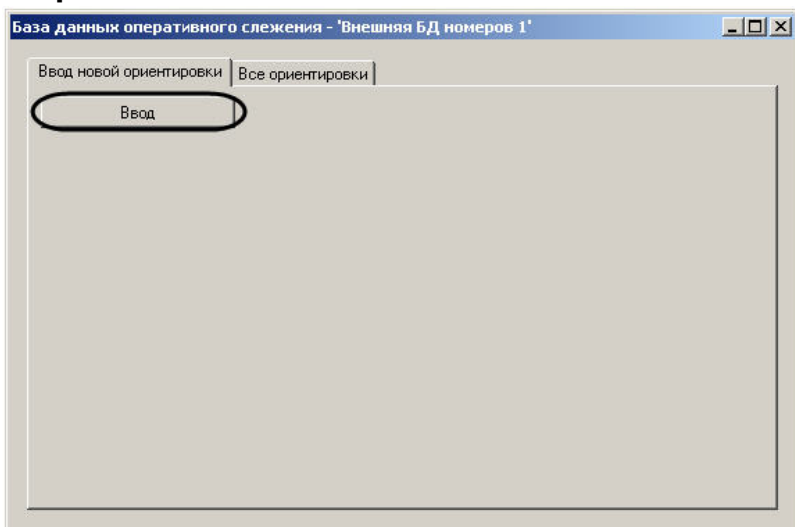 База данных оперативного слежения - 'Внешняя БД номеров 1'
Ввод новой ориентировки Все ориентировки
Ввод